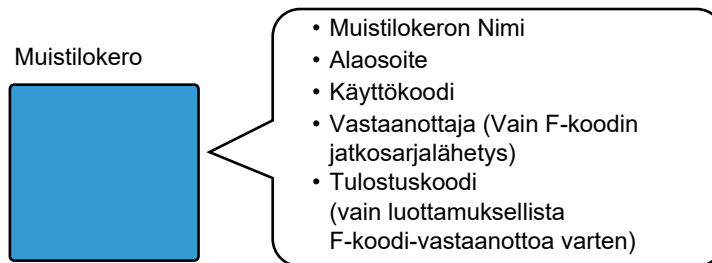 Muistilokero
• Muistilokeron Nimi
• Alaosoite
• Käyttökoodi
• Vastaanottaja (Vain F-koodin
jatkosarjalähetys)
• Tulostuskoodi
(vain luottamuksellista
F-koodi-vastaanottoa varten)